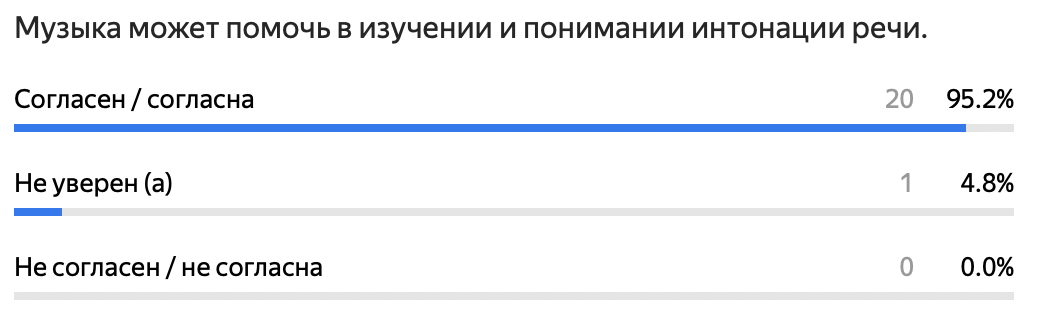 Музыка может помочь в изучении и понимании интонации речи.
Согласен / согласна 20 95.2%
Не уверен (а) 1 4.8%
Не согласен / не согласна 0 0.0%